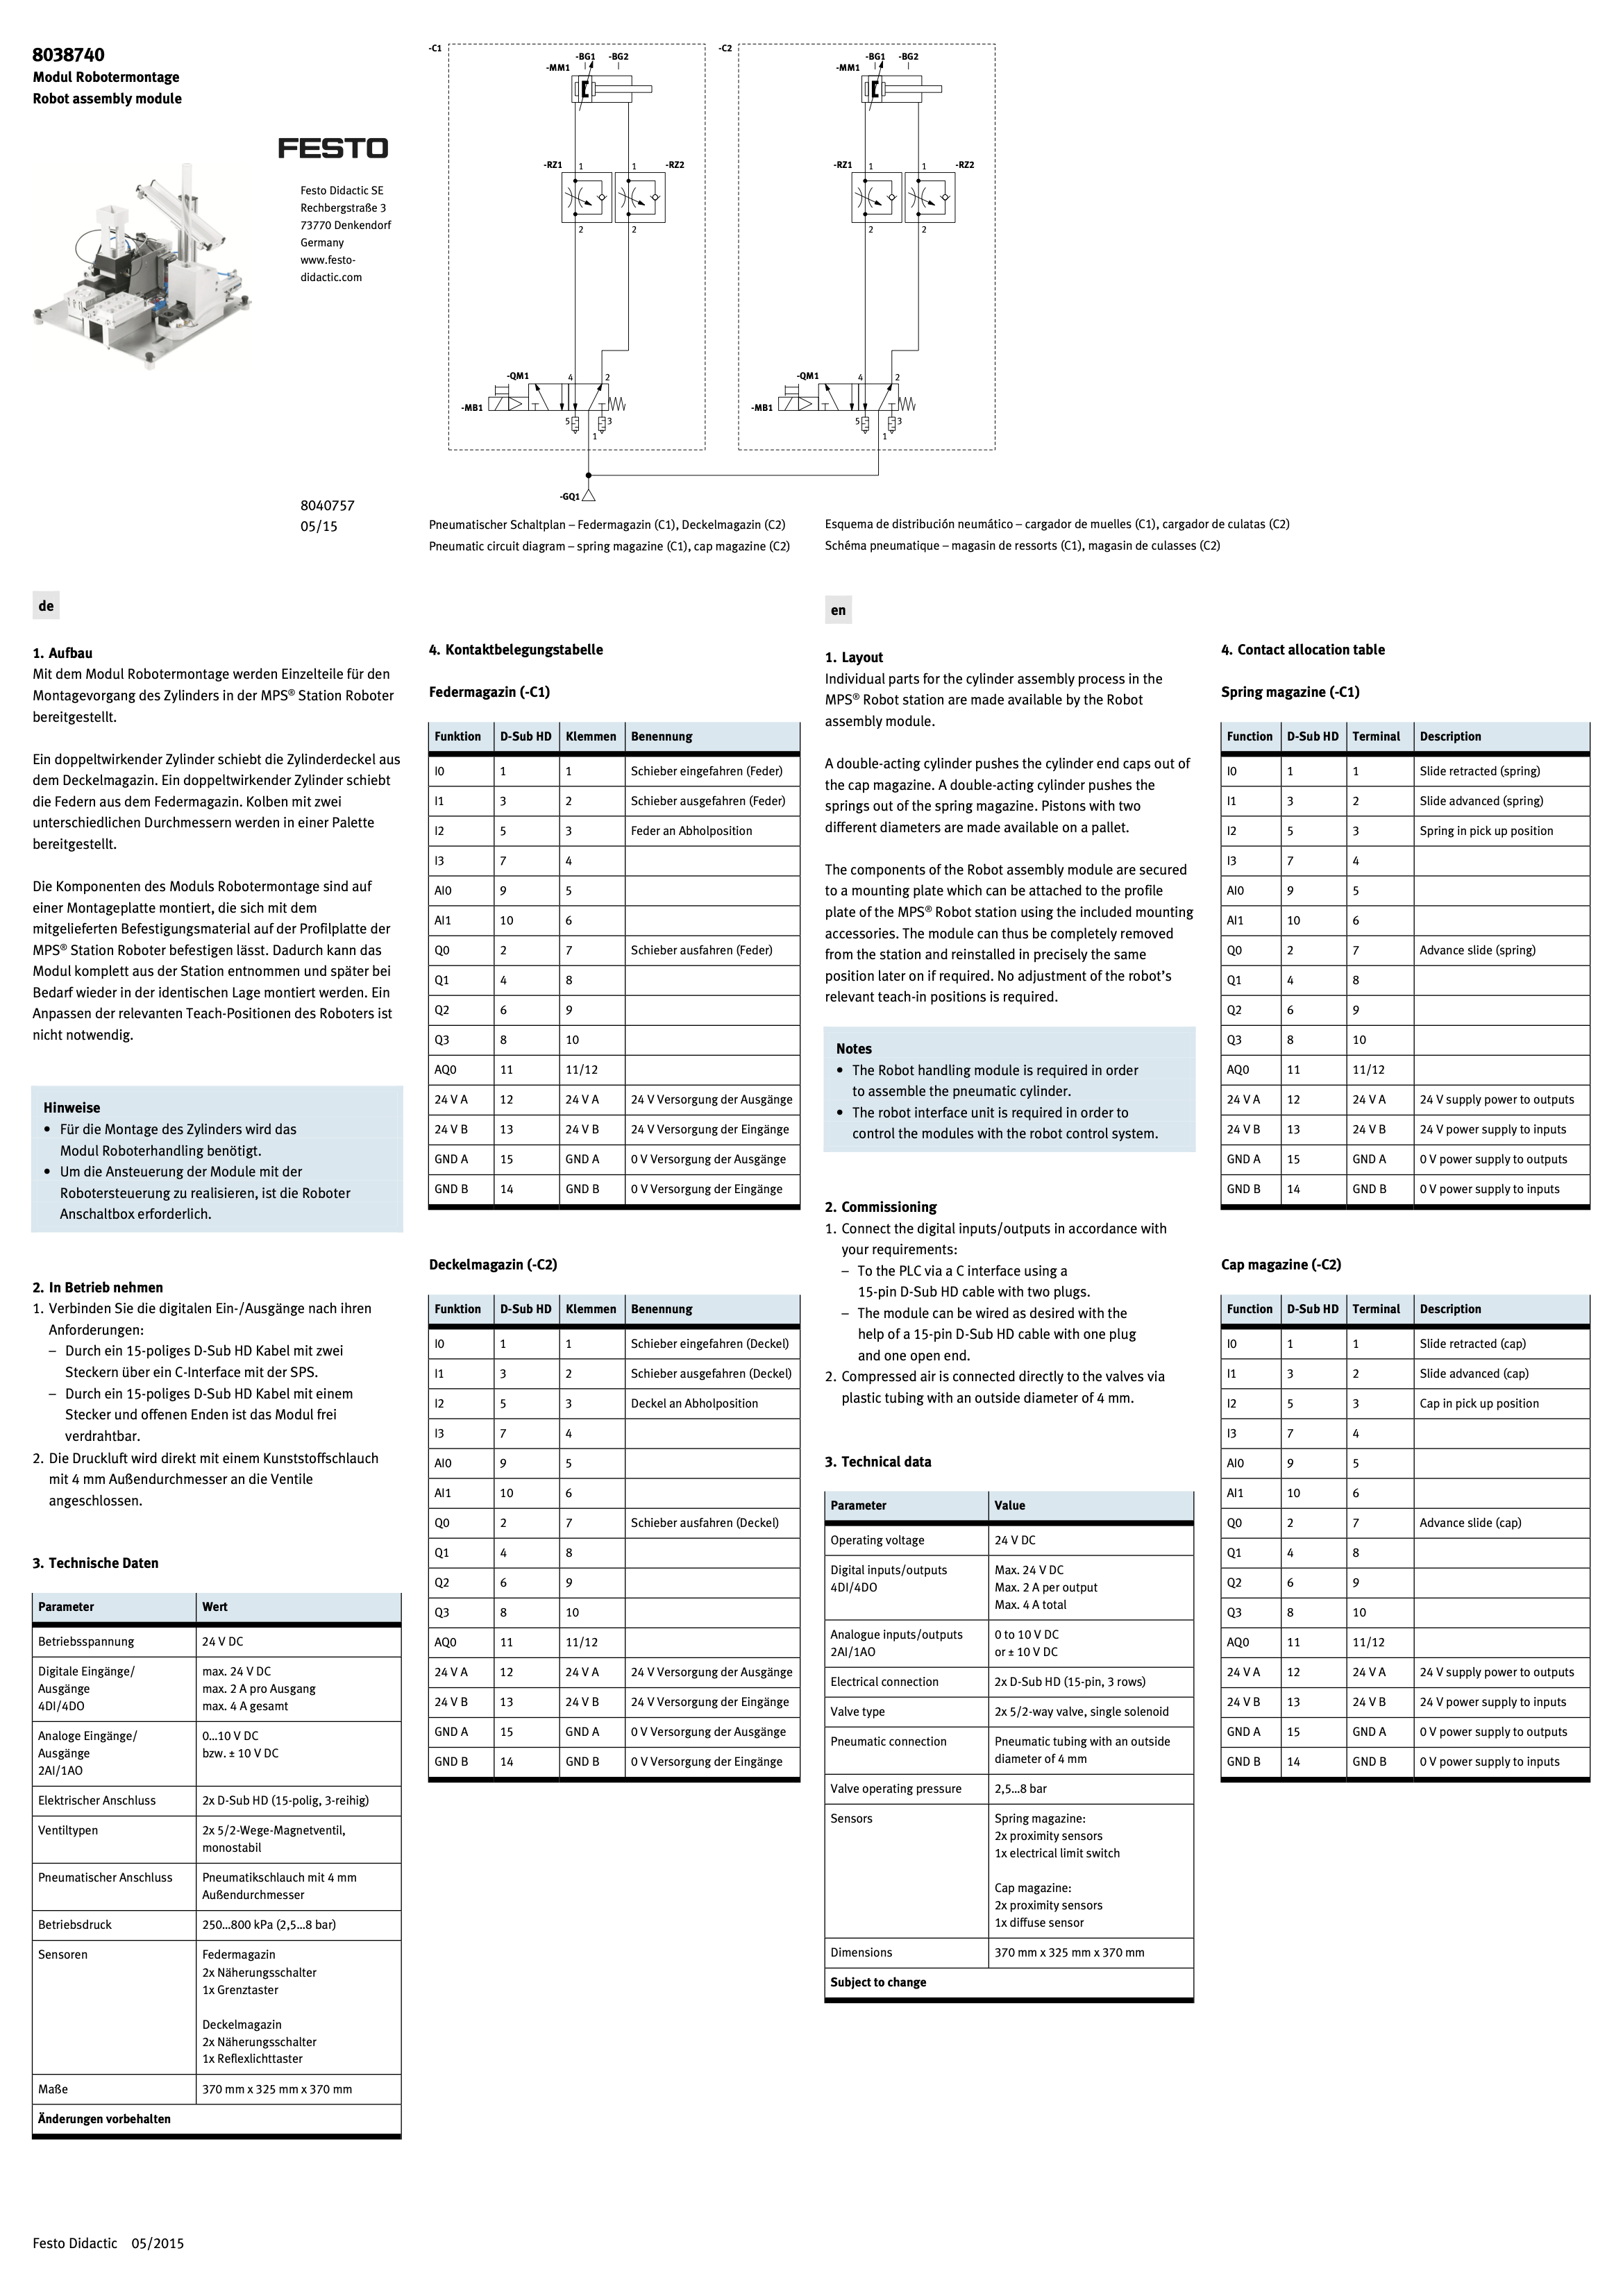 8038740
Modul Robotermontage
Robot assembly module
FESTO
Festo Didactic SE
Rechbergstraße 3
73770 Denkendorf
Germany
www.festo-
didactic.com
8040757
05/15
-C1
-BG1 -BG2
-MM1
-RZ1 1 1 -RZ2
2 2
-QM1 4 2
-MB1
5 3
1
-C2
-BG1 -BG2
-MM1
-RZ1 1 1 -RZ2
2 2
-QM1 4 2
-MB1
5 3
1
-GQ1
Pneumatischer Schaltplan – Federmagazin (C1), Deckelmagazin (C2)
Pneumatic circuit diagram – spring magazine (C1), cap magazine (C2)
Esquema de distribución neumático – cargador de muelles (C1), cargador de culatas (C2)
Schéma pneumatique – magasin de ressorts (C1), magasin de culasses (C2)
de
1. Aufbau
Mit dem Modul Robotermontage werden Einzelteile für den
Montagevorgang des Zylinders in der MPS® Station Roboter
bereitgestellt.
Ein doppeltwirkender Zylinder schiebt die Zylinderdeckel aus
dem Deckelmagazin. Ein doppeltwirkender Zylinder schiebt
die Federn aus dem Federmagazin. Kolben mit zwei
unterschiedlichen Durchmessern werden in einer Palette
bereitgestellt.
Die Komponenten des Moduls Robotermontage sind auf
einer Montageplatte montiert, die sich mit dem
mitgelieferten Befestigungsmaterial auf der Profilplatte der
MPS® Station Roboter befestigen lässt. Dadurch kann das
Modul komplett aus der Station entnommen und später bei
Bedarf wieder in der identischen Lage montiert werden. Ein
Anpassen der relevanten Teach-Positionen des Roboters ist
nicht notwendig.
Hinweise
• Für die Montage des Zylinders wird das
Modul Roboterhandling benötigt.
• Um die Ansteuerung der Module mit der
Robotersteuerung zu realisieren, ist die Roboter
Anschaltbox erforderlich.
2. In Betrieb nehmen
1. Verbinden Sie die digitalen Ein-/Ausgänge nach ihren
Anforderungen:
– Durch ein 15-poliges D-Sub HD Kabel mit zwei
Steckern über ein C-Interface mit der SPS.
– Durch ein 15-poliges D-Sub HD Kabel mit einem
Stecker und offenen Enden ist das Modul frei
verdrahtbar.
2. Die Druckluft wird direkt mit einem Kunststoffschlauch
mit 4 mm Außendurchmesser an die Ventile
angeschlossen.
3. Technische Daten
Parameter Wert
Betriebsspannung 24 V DC
Digitale Eingänge/ max. 24 V DC
Ausgänge max. 2 A pro Ausgang
4DI/4DO max. 4 A gesamt
Analoge Eingänge/ 0…10 V DC
Ausgänge bzw. ± 10 V DC
2AI/1AO
Elektrischer Anschluss 2x D-Sub HD (15-polig, 3-reihig)
Ventiltypen 2x 5/2-Wege-Magnetventil,
monostabil
Pneumatischer Anschluss Pneumatikschlauch mit 4 mm
Außendurchmesser
Betriebsdruck 250…800 kPa (2,5…8 bar)
Sensoren Federmagazin
2x Näherungsschalter
1x Grenztaster
Deckelmagazin
2x Näherungsschalter
1x Reflexlichttaster
Maße 370 mm x 325 mm x 370 mm
Änderungen vorbehalten
4. Kontaktbelegungstabelle
Federmagazin (-C1)
Funktion D-Sub HD Klemmen Benennung
I0 1 1 Schieber eingefahren (Feder)
I1 3 2 Schieber ausgefahren (Feder)
I2 5 3 Feder an Abholposition
I3 7 4
AI0 9 5
AI1 10 6
Q0 2 7 Schieber ausfahren (Feder)
Q1 4 8
Q2 6 9
Q3 8 10
AQ0 11 11/12
24 V A 12 24 V A 24 V Versorgung der Ausgänge
24 V B 13 24 V B 24 V Versorgung der Eingänge
GND A 15 GND A 0 V Versorgung der Ausgänge
GND B 14 GND B 0 V Versorgung der Eingänge
Deckelmagazin (-C2)
Funktion D-Sub HD Klemmen Benennung
I0 1 1 Schieber eingefahren (Deckel)
I1 3 2 Schieber ausgefahren (Deckel)
I2 5 3 Deckel an Abholposition
I3 7 4
AI0 9 5
AI1 10 6
Q0 2 7 Schieber ausfahren (Deckel)
Q1 4 8
Q2 6 9
Q3 8 10
AQ0 11 11/12
24 V A 12 24 V A 24 V Versorgung der Ausgänge
24 V B 13 24 V B 24 V Versorgung der Eingänge
GND A 15 GND A 0 V Versorgung der Ausgänge
GND B 14 GND B 0 V Versorgung der Eingänge
en
1. Layout
Individual parts for the cylinder assembly process in the
MPS® Robot station are made available by the Robot
assembly module.
A double-acting cylinder pushes the cylinder end caps out of
the cap magazine. A double-acting cylinder pushes the
springs out of the spring magazine. Pistons with two
different diameters are made available on a pallet.
The components of the Robot assembly module are secured
to a mounting plate which can be attached to the profile
plate of the MPS® Robot station using the included mounting
accessories. The module can thus be completely removed
from the station and reinstalled in precisely the same
position later on if required. No adjustment of the robot’s
relevant teach-in positions is required.
Notes
• The Robot handling module is required in order
to assemble the pneumatic cylinder.
• The robot interface unit is required in order to
control the modules with the robot control system.
2. Commissioning
1. Connect the digital inputs/outputs in accordance with
your requirements:
– To the PLC via a C interface using a
15-pin D-Sub HD cable with two plugs.
– The module can be wired as desired with the
help of a 15-pin D-Sub HD cable with one plug
and one open end.
2. Compressed air is connected directly to the valves via
plastic tubing with an outside diameter of 4 mm.
3. Technical data
Parameter Value
Operating voltage 24 V DC
Digital inputs/outputs Max. 24 V DC
4DI/4DO Max. 2 A per output
Max. 4 A total
Analogue inputs/outputs 0 to 10 V DC
2AI/1AO or ± 10 V DC
Electrical connection 2x D-Sub HD (15-pin, 3 rows)
Valve type 2x 5/2-way valve, single solenoid
Pneumatic connection Pneumatic tubing with an outside
diameter of 4 mm
Valve operating pressure 2,5…8 bar
Sensors Spring magazine:
2x proximity sensors
1x electrical limit switch
Cap magazine:
2x proximity sensors
1x diffuse sensor
Dimensions 370 mm x 325 mm x 370 mm
Subject to change
4. Contact allocation table
Spring magazine (-C1)
Function D-Sub HD Terminal Description
I0 1 1 Slide retracted (spring)
I1 3 2 Slide advanced (spring)
I2 5 3 Spring in pick up position
I3 7 4
AI0 9 5
AI1 10 6
Q0 2 7 Advance slide (spring)
Q1 4 8
Q2 6 9
Q3 8 10
AQ0 11 11/12
24 V A 12 24 V A 24 V supply power to outputs
24 V B 13 24 V B 24 V power supply to inputs
GND A 15 GND A 0 V power supply to outputs
GND B 14 GND B 0 V power supply to inputs
Cap magazine (-C2)
Function D-Sub HD Terminal Description
I0 1 1 Slide retracted (cap)
I1 3 2 Slide advanced (cap)
I2 5 3 Cap in pick up position
I3 7 4
AI0 9 5
AI1 10 6
Q0 2 7 Advance slide (cap)
Q1 4 8
Q2 6 9
Q3 8 10
AQ0 11 11/12
24 V A 12 24 V A 24 V supply power to outputs
24 V B 13 24 V B 24 V power supply to inputs
GND A 15 GND A 0 V power supply to outputs
GND B 14 GND B 0 V power supply to inputs
Festo Didactic 05/2015